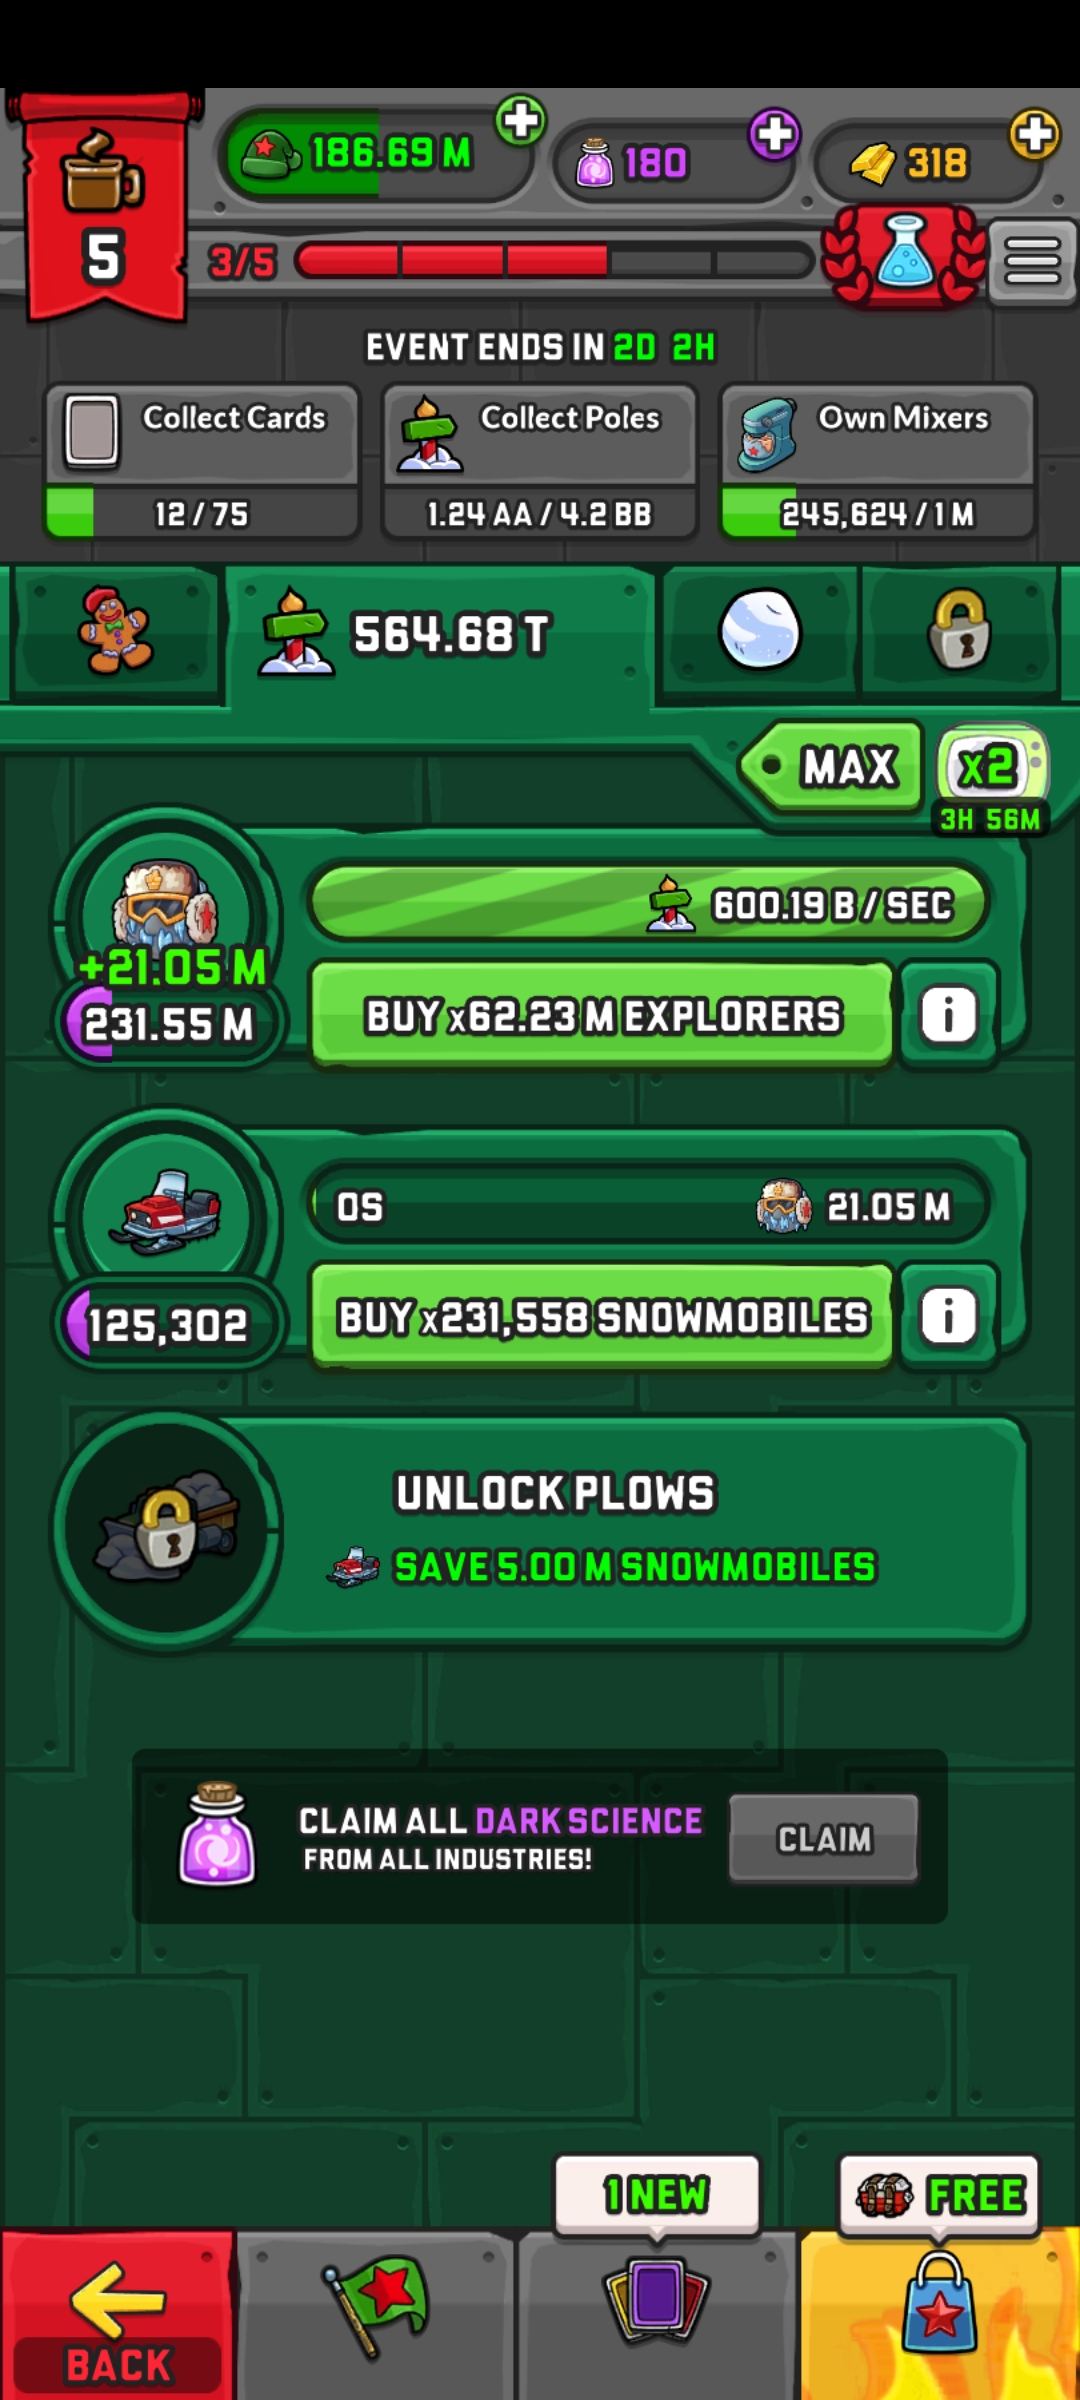 186.69 M
180
318
5
3/5
EVENT ENDS IN 2D 2H
Collect Cards
12 / 75
Collect Poles
1.24 AA / 4.2 BB
Own Mixers
245,624 / 1 M
564.68 T
MAX
x2
3H 56M
600.19 B / SEC
+21.05 M
231.55 M
BUY x62.23 M EXPLORERS
i
0S
21.05 M
125,302
BUY x231,558 SNOWMOBILES
i
UNLOCK PLOWS
SAVE 5.00 M SNOWMOBILES
CLAIM ALL DARK SCIENCE
FROM ALL INDUSTRIES!
CLAIM
1 NEW
FREE
BACK